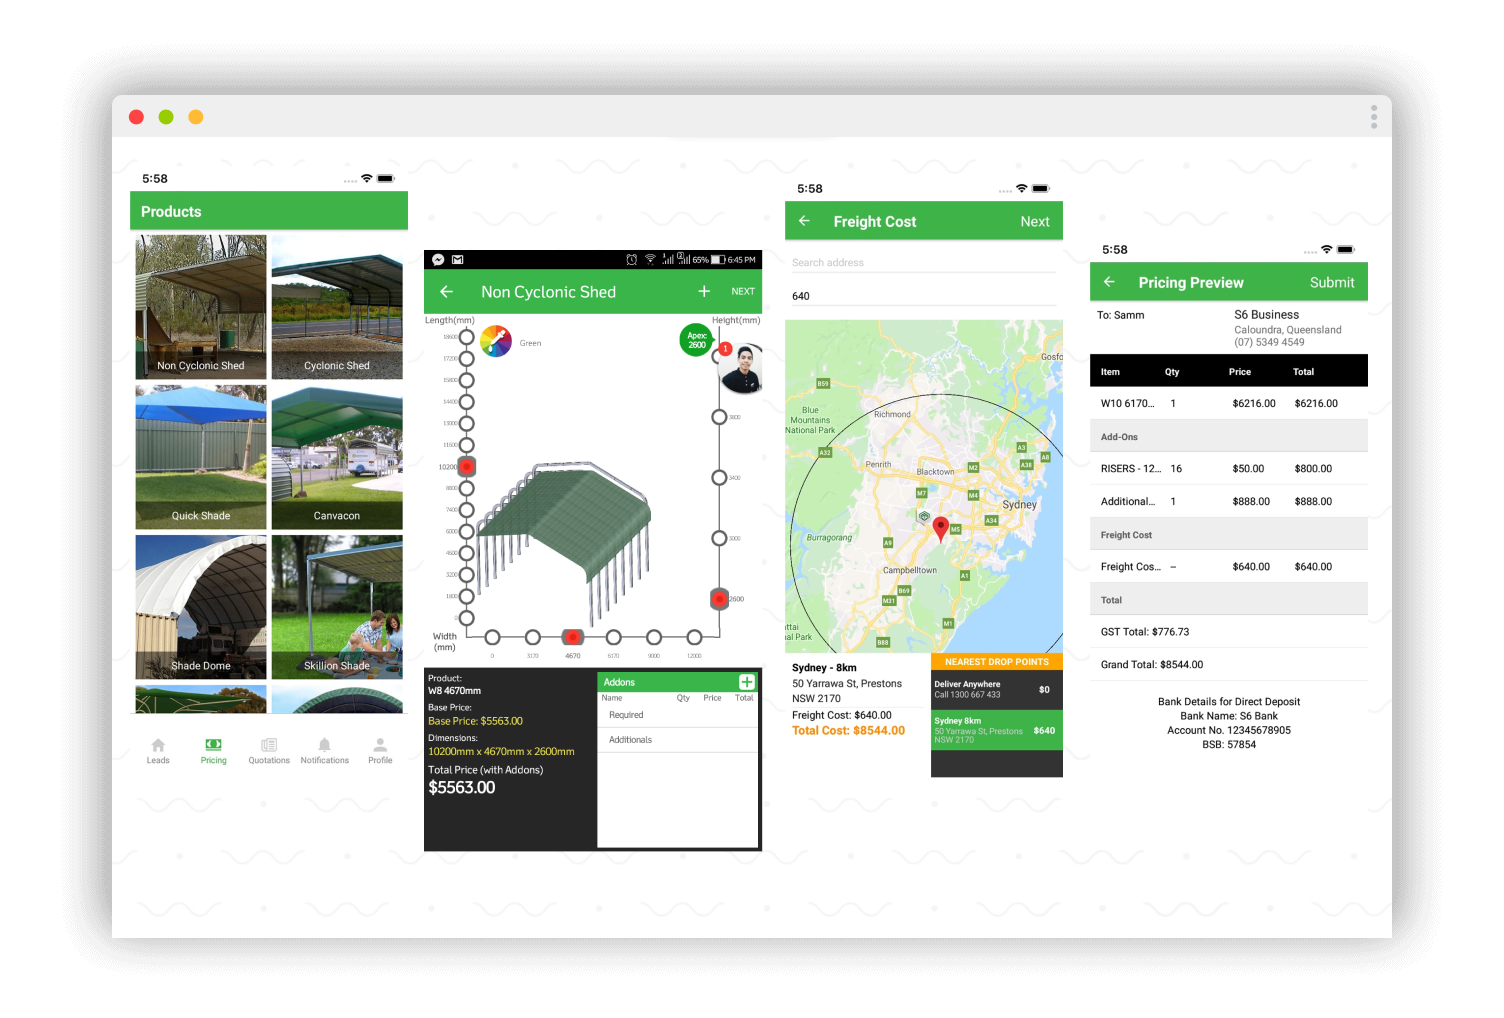 5:58
Products
Non Cyclonic Shed
Cyclonic Shed
Quick Shade
Canvacon
Shade Dome
Skillion Shade
Leads
Pricing
Quotations
Notifications
Profile
65% 6:45 PM
Non Cyclonic Shed
+ NEXT
Length(mm)
Height(mm)
Green
Apex:
2600
1
18600
17200
15800
14400
13000
11600
10200
8800
7400
6000
4600
3200
1800
0
3800
3400
3000
2600
Width
(mm)
0 3170 4670 6170 9000 12000
Product:
W8 4670mm
Base Price:
Base Price: $5563.00
Dimensions:
10200mm x 4670mm x 2600mm
Total Price (with Addons)
$5563.00
Addons
Name Qty Price Total
Required
Additionals
5:58
Freight Cost
Next
Search address
640
Gosfo
B59
Blue
Mountains
National Park
Richmond
A32
A3
A8
A38
Penrith
Blacktown
M2
M7
M4
Sydney
A34
M5
Burragorang
A9
Campbelltown
A1
B69
M31
M1
ttai
al Park
B88
Sydney - 8km
50 Yarrawa St, Prestons
NSW 2170
Freight Cost: $640.00
Total Cost: $8544.00
NEAREST DROP POINTS
Deliver Anywhere
Call 1300 667 433
$0
Sydney 8km
50 Yarrawa St, Prestons
NSW 2170
$640
5:58
Pricing Preview
Submit
To: Samm
S6 Business
Caloundra, Queensland
(07) 5349 4549
Item Qty Price Total
W10 6170... 1 $6216.00 $6216.00
Add-Ons
RISERS - 12... 16 $50.00 $800.00
Additional... 1 $888.00 $888.00
Freight Cost
Freight Cos... -- $640.00 $640.00
Total
GST Total: $776.73
Grand Total: $8544.00
Bank Details for Direct Deposit
Bank Name: S6 Bank
Account No. 12345678905
BSB: 57854